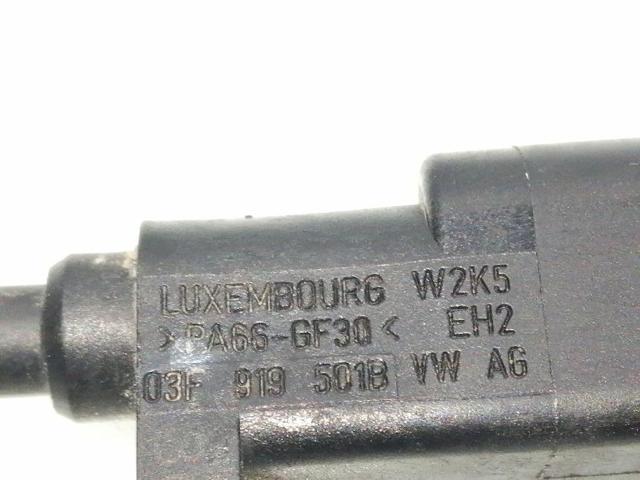 LUXEMBOURG W2K5
>PA66-GF30< EH2
03F 919 501B VW AG